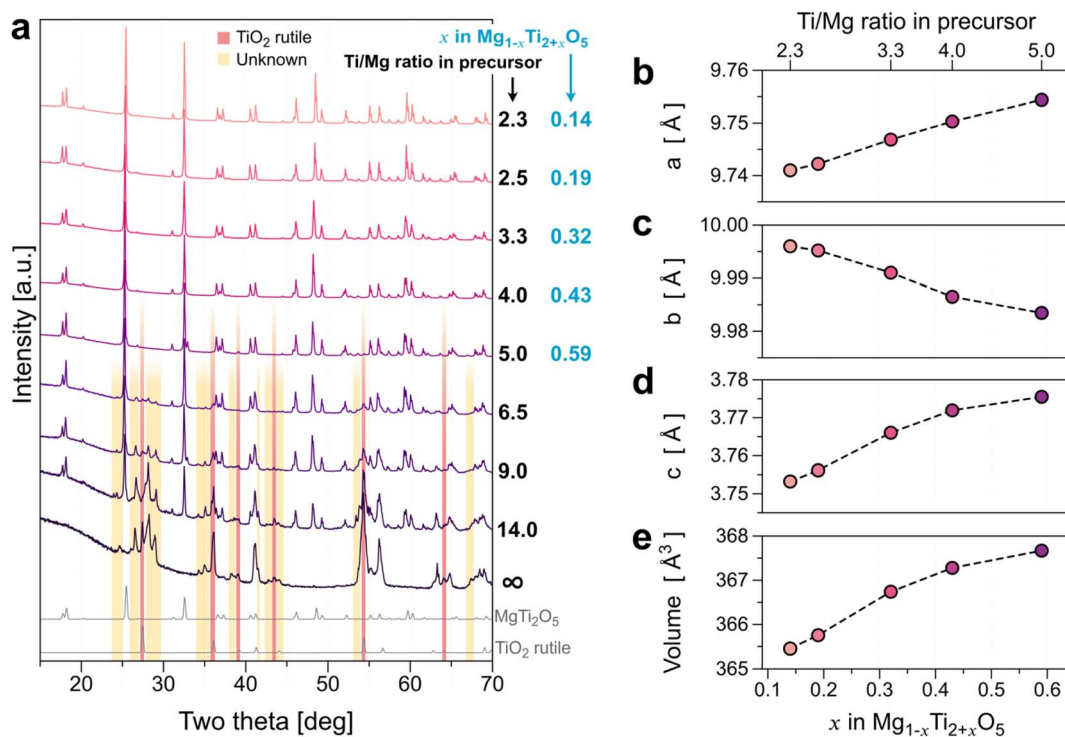 a
TiO₂ rutile
Unknown
x in Mg₁₋ₓTi₂₊ₓO₅
Ti/Mg ratio in precursor
2.3 0.14
2.5 0.19
3.3 0.32
4.0 0.43
5.0 0.59
6.5
9.0
14.0
∞
MgTi₂O₅
TiO₂ rutile
Intensity [a.u.]
20 30 40 50 60 70
Two theta [deg]
Ti/Mg ratio in precursor
2.3 3.3 4.0 5.0
b
9.76
9.75
9.74
a [Å]
c
10.00
9.99
9.98
b [Å]
d
3.78
3.77
3.76
3.75
c [Å]
e
368
367
366
365
Volume [Å³]
0.1 0.2 0.3 0.4 0.5 0.6
x in Mg₁₋ₓTi₂₊ₓO₅